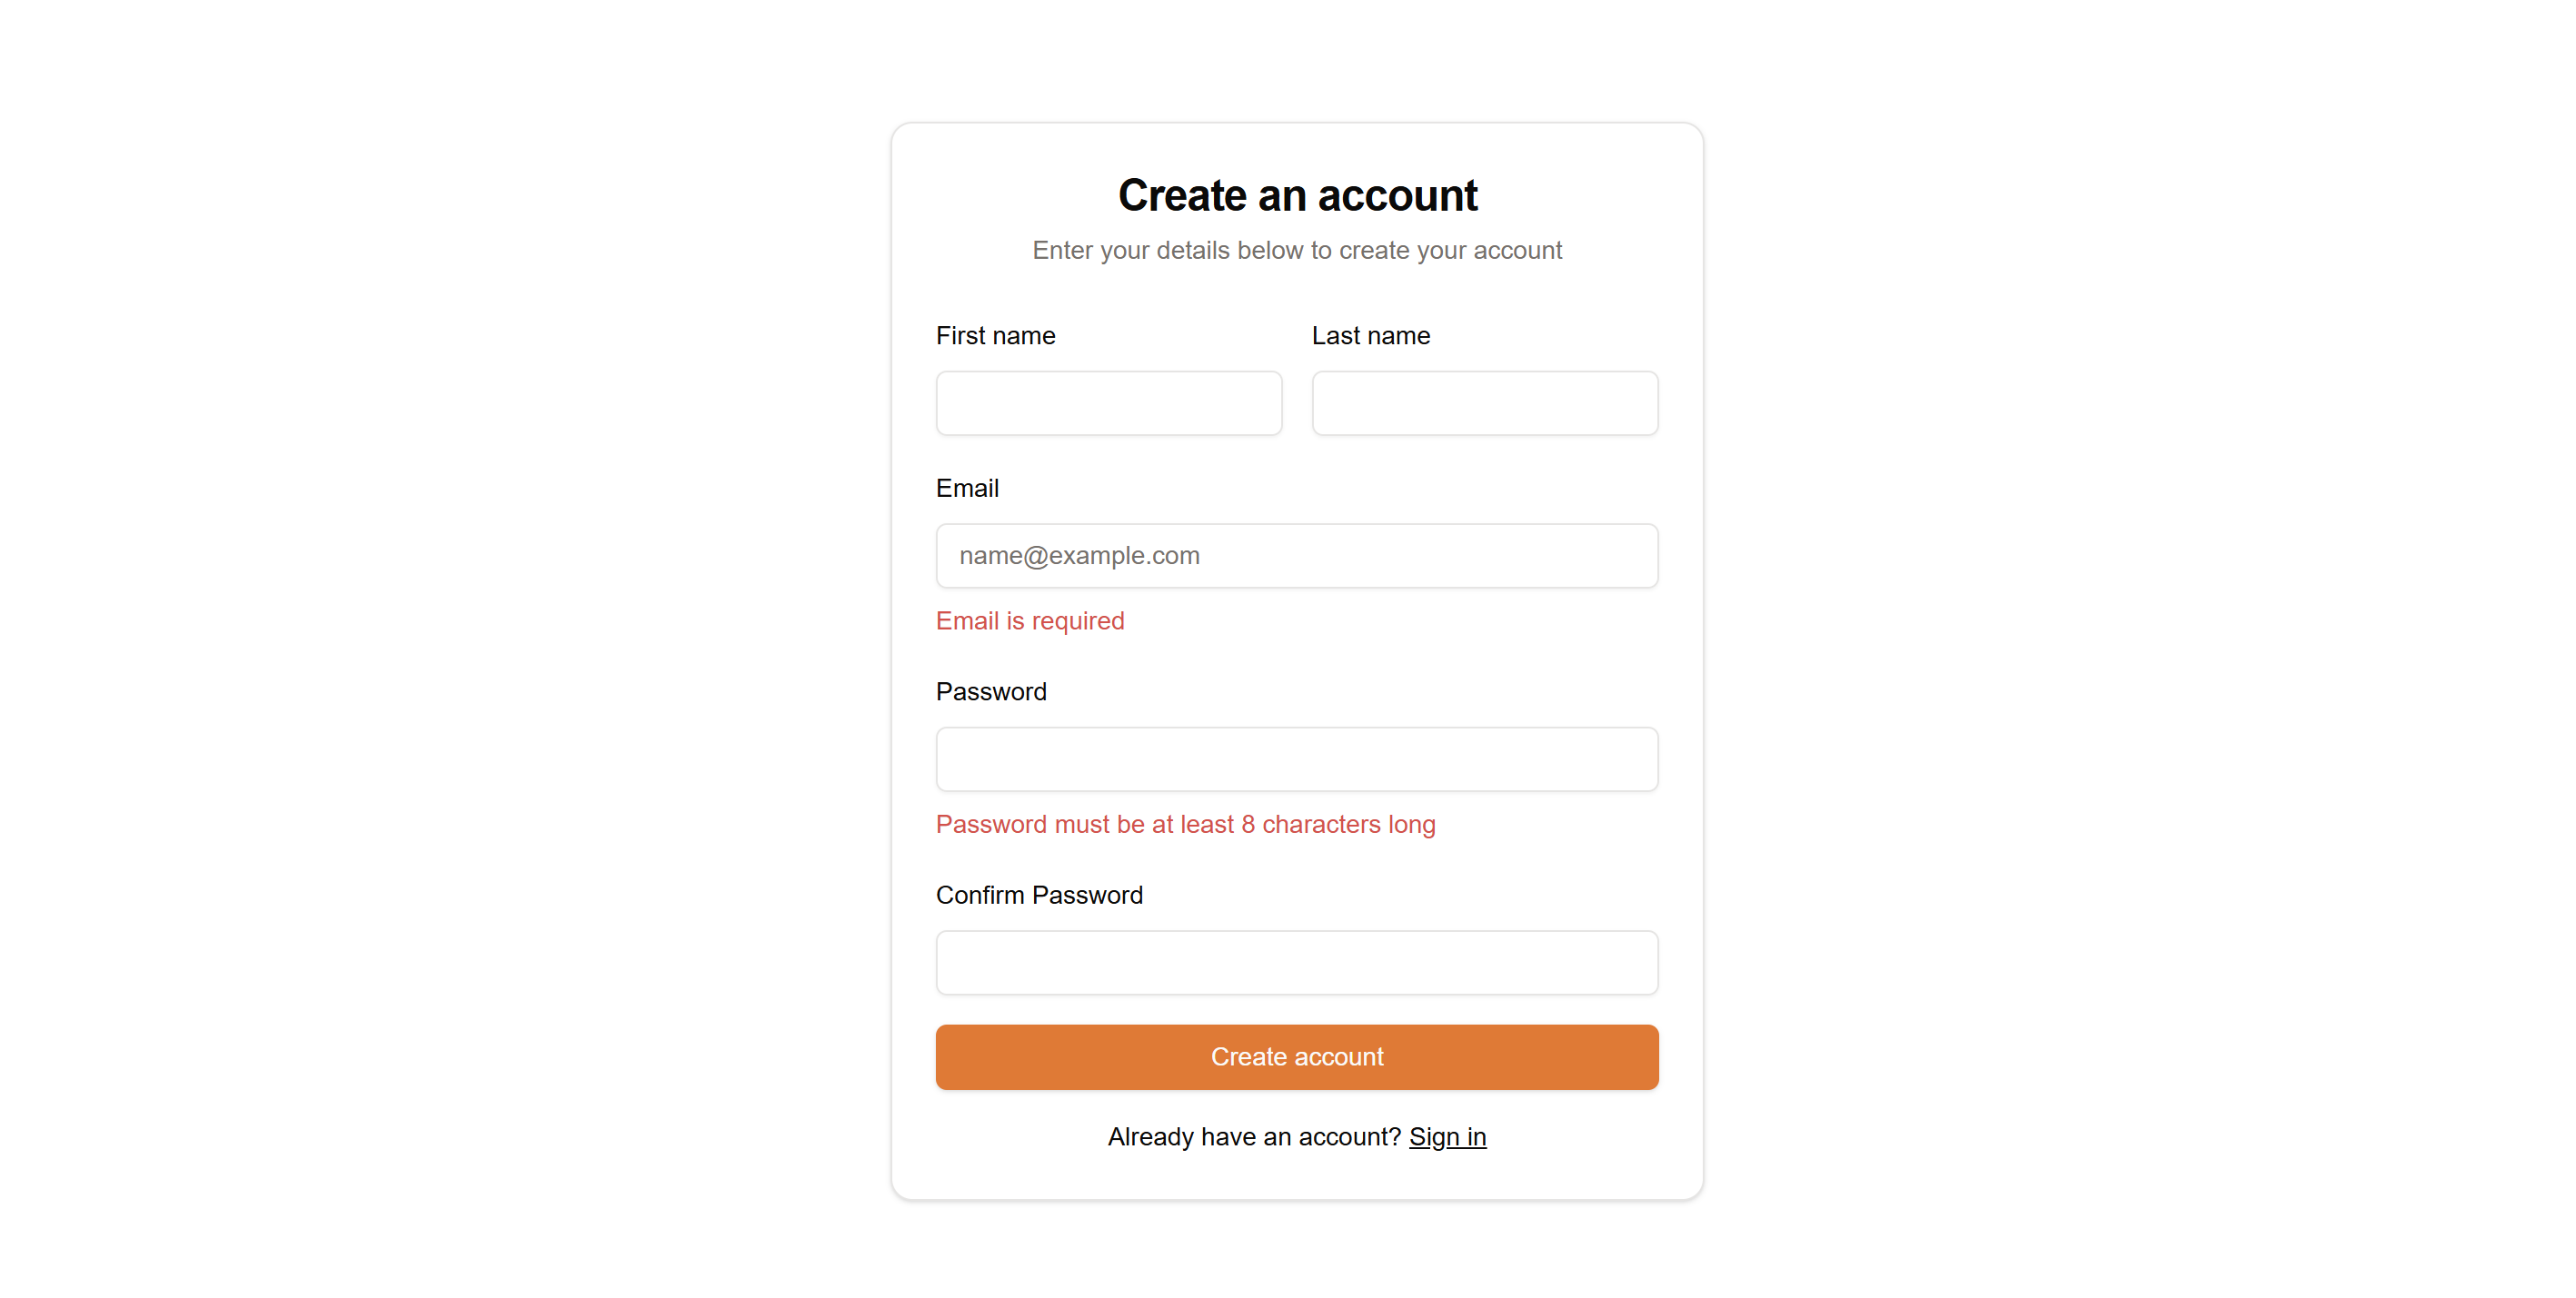 Create an account
Enter your details below to create your account
First name
Last name
Email
name@example.com
Email is required
Password
Password must be at least 8 characters long
Confirm Password
Create account
Already have an account? Sign in